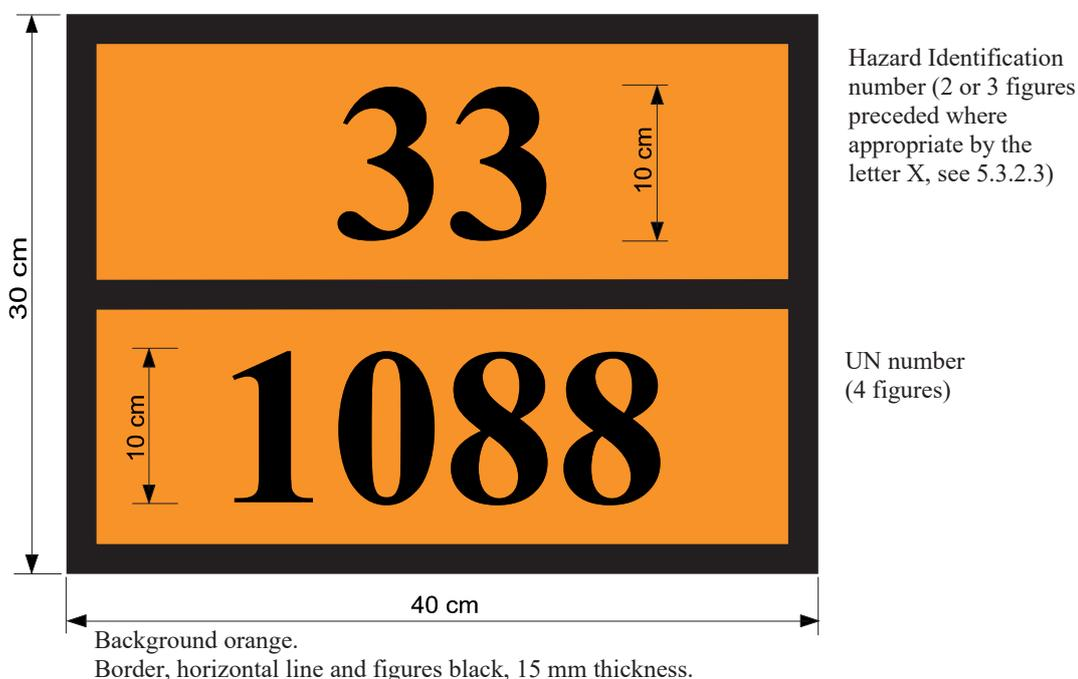 Hazard Identification
number (2 or 3 figures
preceded where
appropriate by the
letter X, see 5.3.2.3)
33
10 cm
30 cm
UN number
(4 figures)
1088
10 cm
40 cm
Background orange.
Border, horizontal line and figures black, 15 mm thickness.